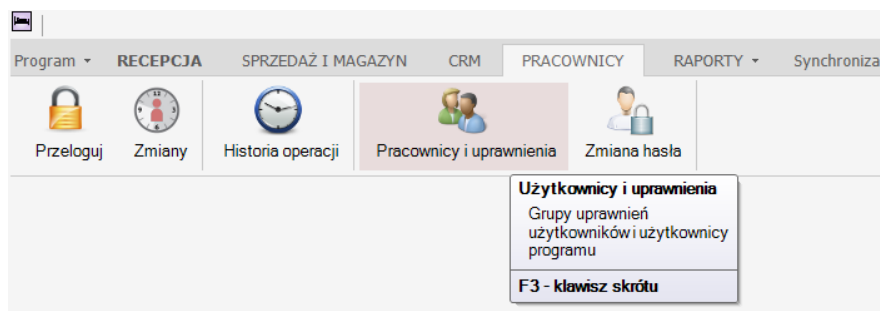 Program RECEPCJA SPRZEDAŻ I MAGAZYN CRM PRACOWNICY RAPORTY Synchroniza
Przeloguj Zmiany Historia operacji Pracownicy i uprawnienia Zmiana hasła
Użytkownicy i uprawnienia
Grupy uprawnień
użytkowników i użytkownicy
programu
F3 - klawisz skrótu